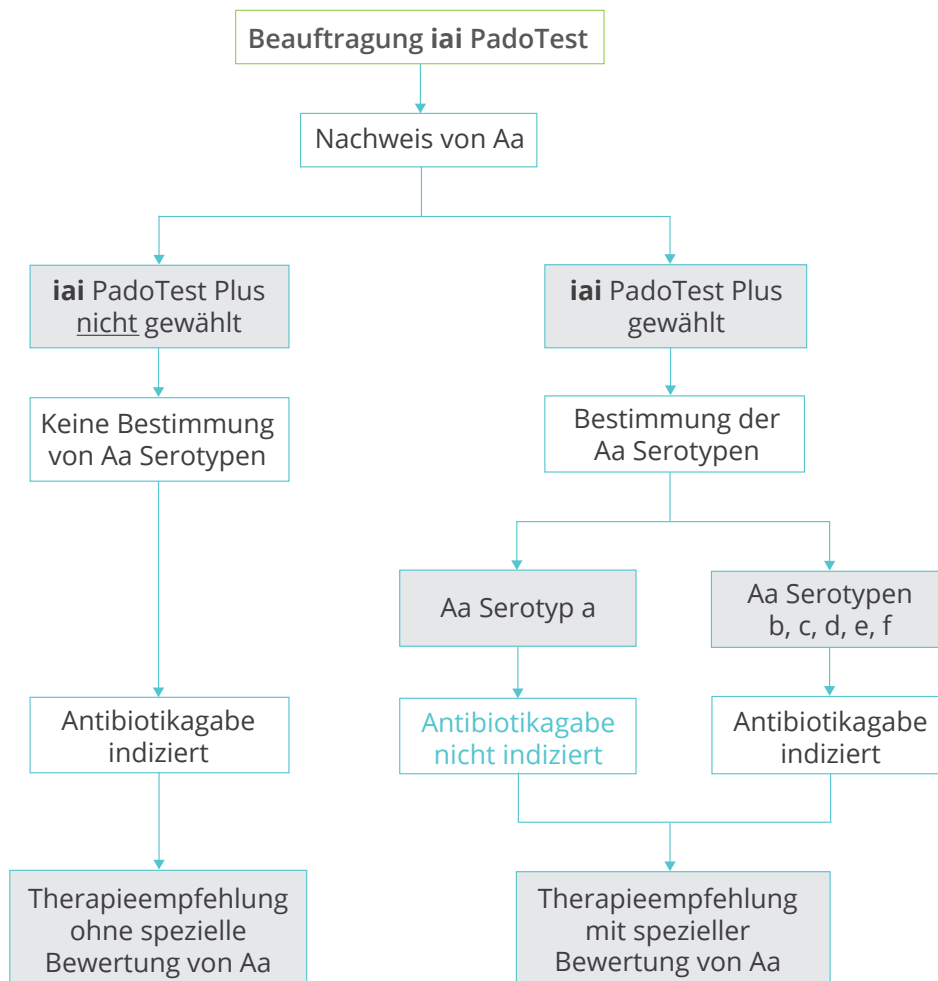 Beauftragung iai PadoTest
Nachweis von Aa
iai PadoTest Plus
nicht gewählt
iai PadoTest Plus
gewählt
Keine Bestimmung
von Aa Serotypen
Bestimmung der
Aa Serotypen
Aa Serotyp a
Aa Serotypen
b, c, d, e, f
Antibiotikagabe
indiziert
Antibiotikagabe
nicht indiziert
Antibiotikagabe
indiziert
Therapieempfehlung
ohne spezielle
Bewertung von Aa
Therapieempfehlung
mit spezieller
Bewertung von Aa